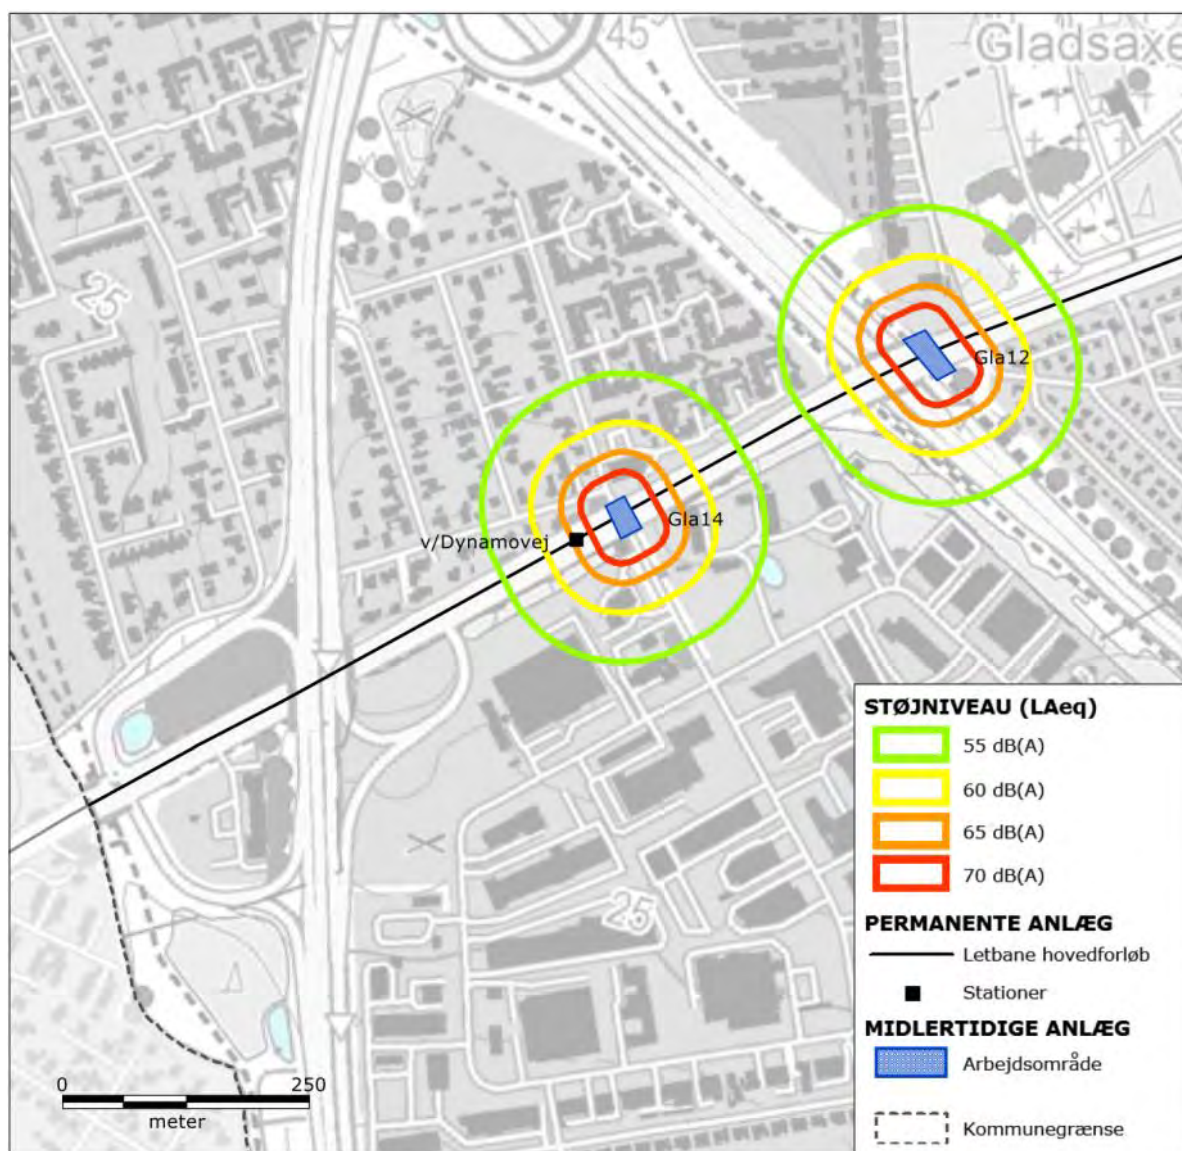 45
Gladsaxe
25
Gla12
Gla14
v/Dynamovej
25
STØJNIVEAU (LAeq)
55 dB(A)
60 dB(A)
65 dB(A)
70 dB(A)
PERMANENTE ANLÆG
Letbane hovedforløb
Stationer
MIDLERTIDIGE ANLÆG
Arbejdsområde
Kommunegrænse
0 250
meter